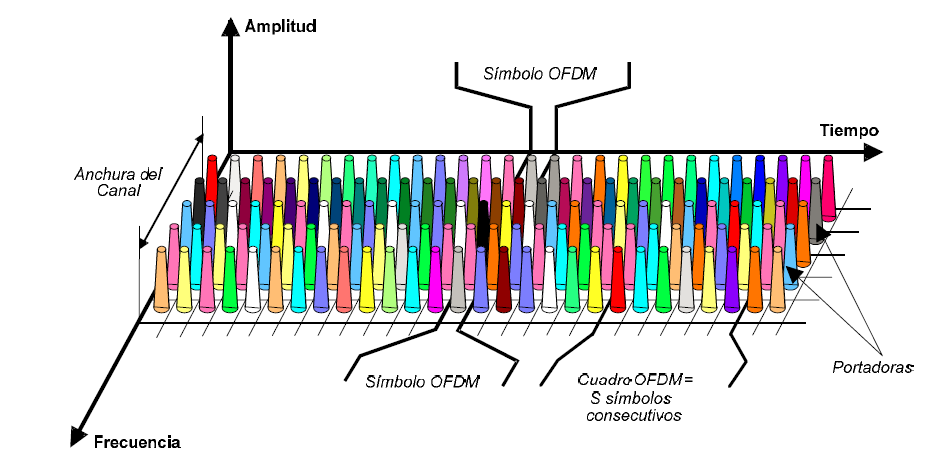 Amplitud
Símbolo OFDM
Tiempo
Anchura del
Canal
Portadoras
Símbolo OFDM
Cuadro OFDM =
S símbolos
consecutivos
Frecuencia